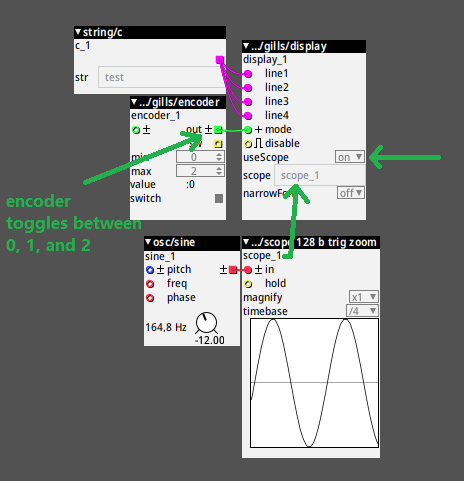 string/c
c_1
str test
.../gills/display
display_1
line1
line2
line3
line4
+ mode
disable
useScope on
scope scope_1
narrowFo off
.../gills/encoder
encoder_1
± out ±
min 0
max 2
value :0
switch
encoder
toggles between
0, 1, and 2
osc/sine
sine_1
± pitch ±
freq
phase
164,8 Hz
-12.00
.../scope 128 b trig zoom
scope_1
± in
hold
magnify x1
timebase /4